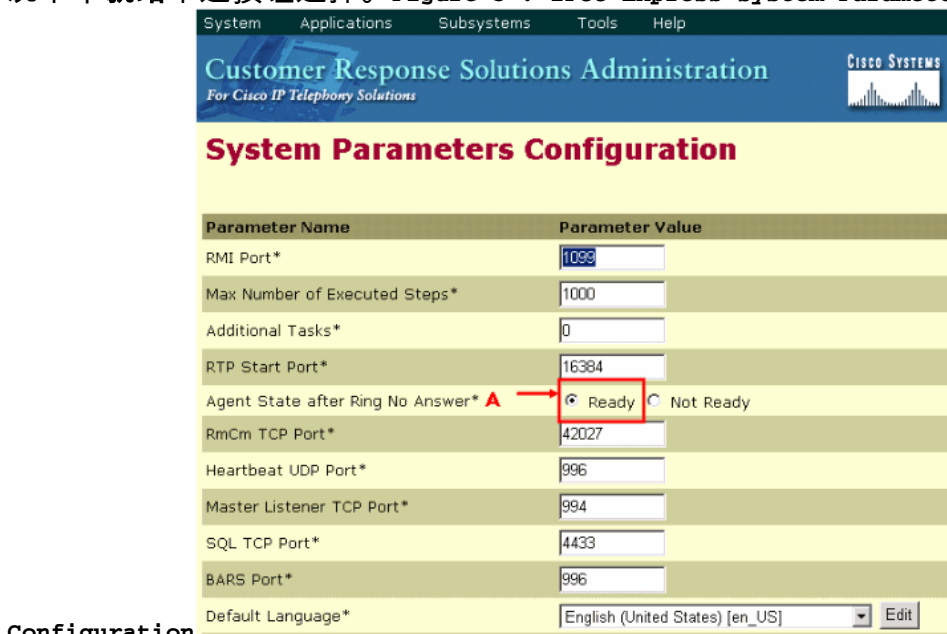 Figure
System Applications Subsystems Tools Help
Customer Response Solutions Administration
For Cisco IP Telephony Solutions
CISCO SYSTEMS
System Parameters Configuration
Parameter Name Parameter Value
RMI Port* 1099
Max Number of Executed Steps* 1000
Additional Tasks* 0
RTP Start Port* 16384
Agent State after Ring No Answer* A Ready Not Ready
RmCm TCP Port* 42027
Heartbeat UDP Port* 996
Master Listener TCP Port* 994
SQL TCP Port* 4433
BARS Port* 996
Default Language* English (United States) [en_US] Edit
Configuration